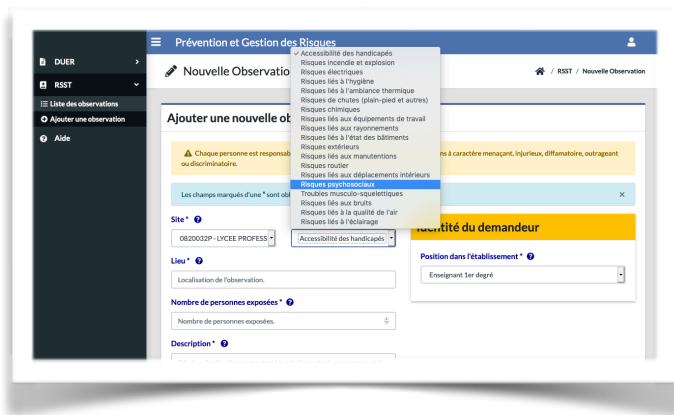 Prévention et Gestion des Risques
DUER
RSST
Liste des observations
Ajouter une observation
Aide
Nouvelle Observatio
/ RSST / Nouvelle Observation
✓ Accessibilité des handicapés
Risques incendie et explosion
Risques électriques
Risques liés à l'hygiène
Risques liés à l'ambiance thermique
Risques de chutes (plain-pied et autres)
Risques chimiques
Risques liés aux équipements de travail
Risques liés aux rayonnements
Risques liés à l'état des bâtiments
Risques extérieurs
Risques liés aux manutentions
Risques routier
Risques liés aux déplacements intérieurs
Risques psychosociaux
Troubles musculo-squelettiques
Risques liés aux bruits
Risques liés à la qualité de l'air
Risques liés à l'éclairage
Ajouter une nouvelle ob
Chaque personne est responsab
ns à caractère menaçant, injurieux, diffamatoire, outrageant
ou discriminatoire.
Les champs marqués d'un * sont obl
×
Site *
0820032P - LYCEE PROFESS
Accessibilité des handicapés
Lieu *
Localisation de l'observation.
Nombre de personnes exposées *
Nombre de personnes exposées.
Description *
Identité du demandeur
Position dans l'établissement *
Enseignant 1er degré